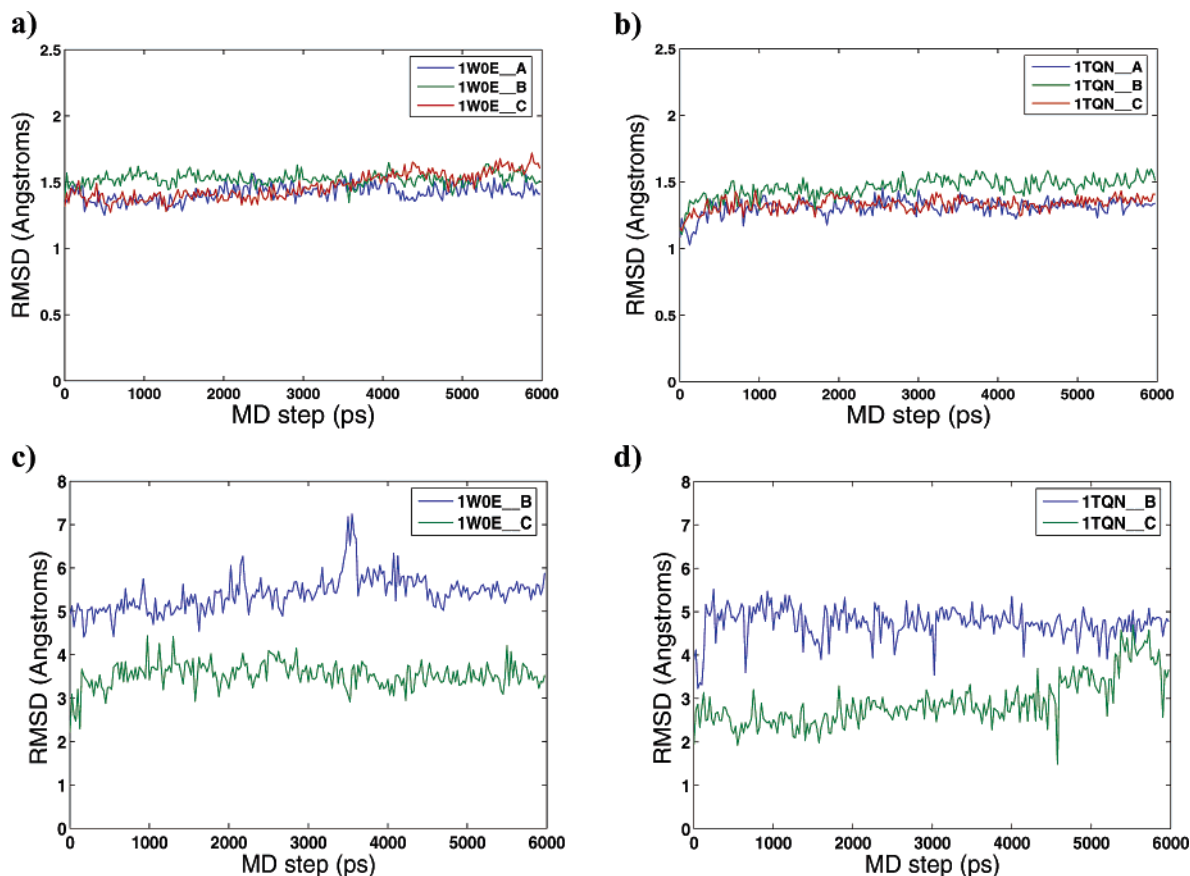 a)
2.5
2
1.5
1
0.5
0
RMSD (Angstroms)
1W0E__A
1W0E__B
1W0E__C
0 1000 2000 3000 4000 5000 6000
MD step (ps)
b)
2.5
2
1.5
1
0.5
0
RMSD (Angstroms)
1TQN__A
1TQN__B
1TQN__C
0 1000 2000 3000 4000 5000 6000
MD step (ps)
c)
8
7
6
5
4
3
2
1
0
RMSD (Angstroms)
1W0E__B
1W0E__C
0 1000 2000 3000 4000 5000 6000
MD step (ps)
d)
8
7
6
5
4
3
2
1
0
RMSD (Angstroms)
1TQN__B
1TQN__C
0 1000 2000 3000 4000 5000 6000
MD step (ps)